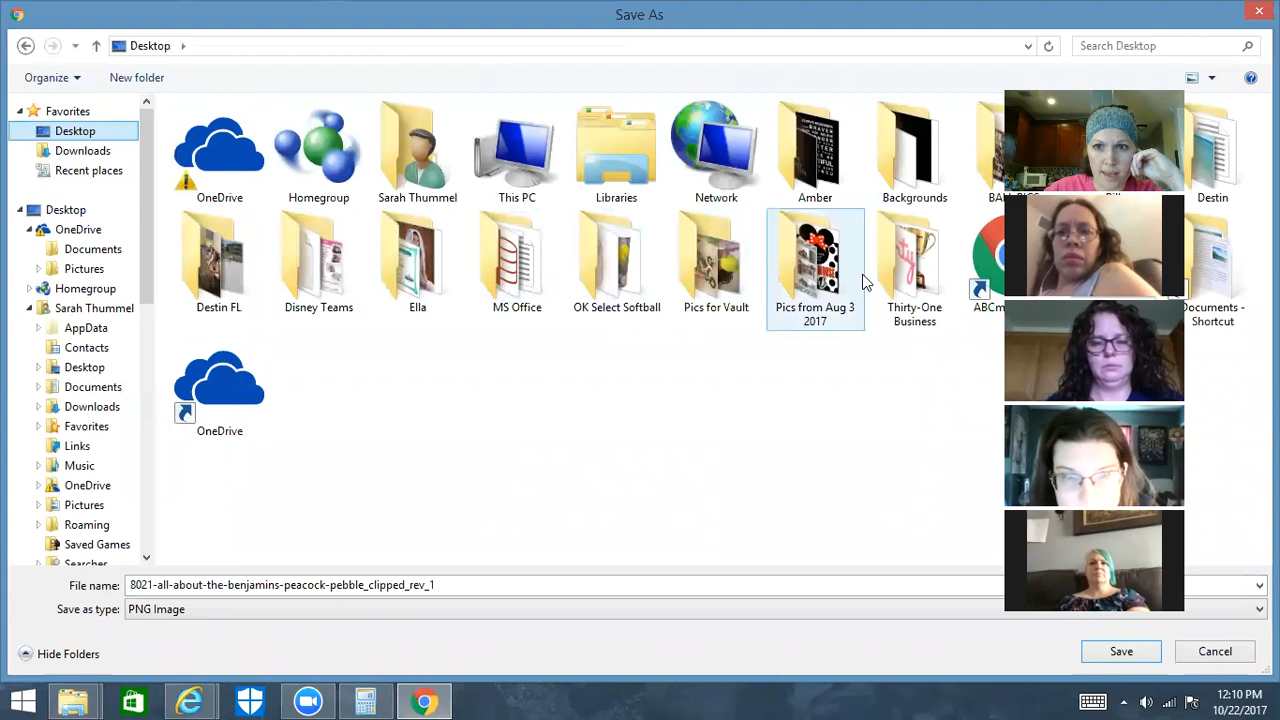 Save As
Desktop
Search Desktop
Organize
New folder
Favorites
Desktop
Downloads
Recent places
Desktop
OneDrive
Documents
Pictures
Homegroup
Sarah Thummel
AppData
Contacts
Desktop
Documents
Downloads
Favorites
Links
Music
OneDrive
Pictures
Roaming
Saved Games
Searches
OneDrive
Homegroup
Sarah Thummel
This PC
Libraries
Network
Amber
Backgrounds
Destin
Destin FL
Disney Teams
Ella
MS Office
OK Select Softball
Pics for Vault
Pics from Aug 3
2017
Thirty-One
Business
Documents -
Shortcut
OneDrive
File name: 8021-all-about-the-benjamins-peacock-pebble_clipped_rev_1
Save as type: PNG Image
Hide Folders
Save
Cancel
12:10 PM
10/22/2017